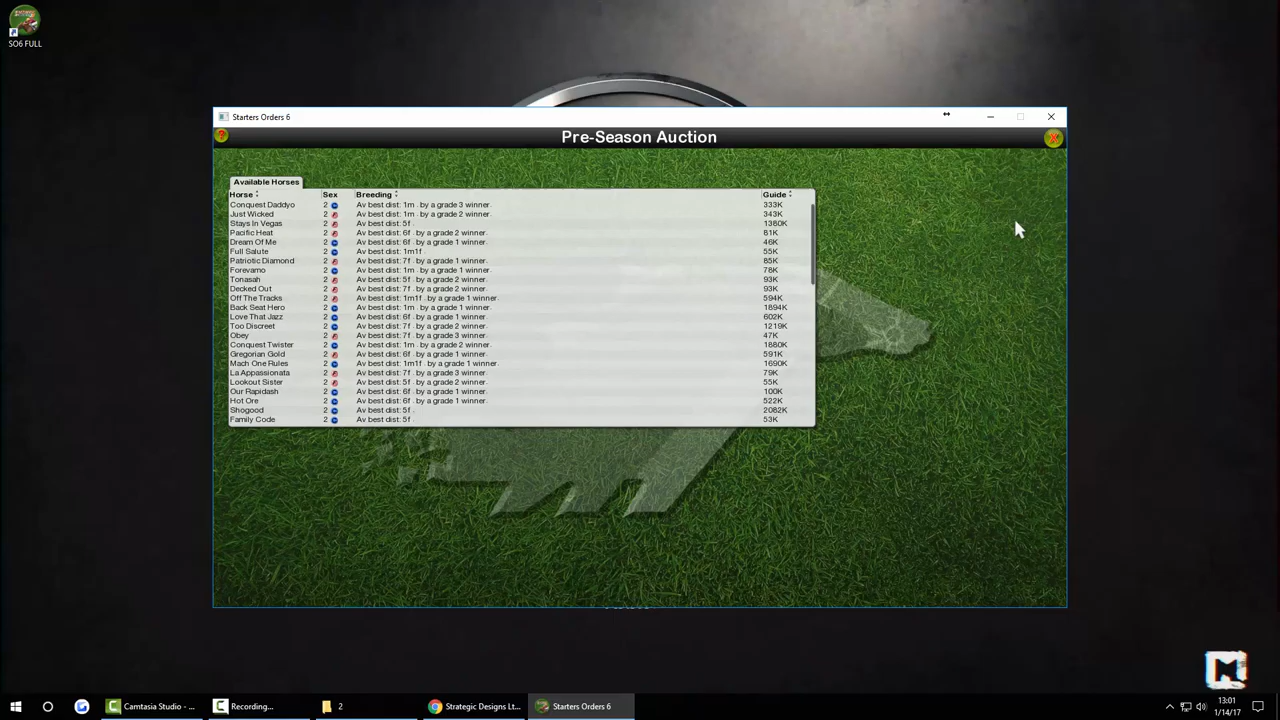 SO6 FULL
Starters Orders 6
Pre-Season Auction
Available Horses
Horse Sex Breeding Guide
Conquest Daddyo 2 Av best dist: 1m . by a grade 3 winner. 333K
Just Wicked 2 Av best dist: 1m . by a grade 2 winner. 343K
Stays In Vegas 2 Av best dist: 5f . 1380K
Pacific Heat 2 Av best dist: 6f . by a grade 2 winner. 81K
Dream Of Me 2 Av best dist: 6f . by a grade 1 winner. 46K
Full Salute 2 Av best dist: 1m1f . 55K
Patriotic Diamond 2 Av best dist: 7f . by a grade 1 winner. 85K
Forevamo 2 Av best dist: 1m . by a grade 1 winner. 78K
Tonasah 2 Av best dist: 5f . by a grade 2 winner. 93K
Decked Out 2 Av best dist: 7f . by a grade 2 winner. 93K
Off The Tracks 2 Av best dist: 1m1f . by a grade 1 winner. 594K
Back Seat Hero 2 Av best dist: 1m . by a grade 1 winner. 1894K
Love That Jazz 2 Av best dist: 6f . by a grade 1 winner. 602K
Too Discreet 2 Av best dist: 7f . by a grade 2 winner. 1219K
Obey 2 Av best dist: 7f . by a grade 3 winner. 47K
Conquest Twister 2 Av best dist: 1m . by a grade 2 winner. 1880K
Gregorian Gold 2 Av best dist: 6f . by a grade 1 winner. 591K
Mach One Rules 2 Av best dist: 1m1f . by a grade 1 winner. 1690K
La Appassionata 2 Av best dist: 7f . by a grade 3 winner. 79K
Lookout Sister 2 Av best dist: 5f . by a grade 2 winner. 55K
Our Rapidash 2 Av best dist: 6f . by a grade 1 winner. 100K
Hot Ore 2 Av best dist: 6f . by a grade 1 winner. 522K
Shogood 2 Av best dist: 5f . 2082K
Family Code 2 Av best dist: 5f . 53K
Camtasia Studio - ... Recording... 2 Strategic Designs Lt... Starters Orders 6 13:01
1/14/17